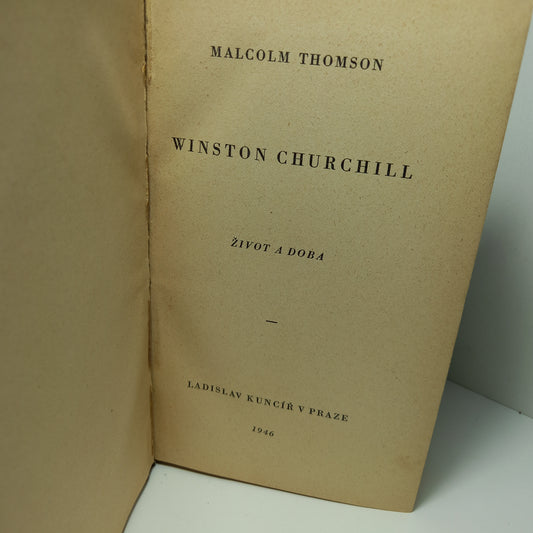 MALCOLM THOMSON
WINSTON CHURCHILL
ŽIVOT A DOBA
—
LADISLAV KUNCÍŘ V PRAZE
1946